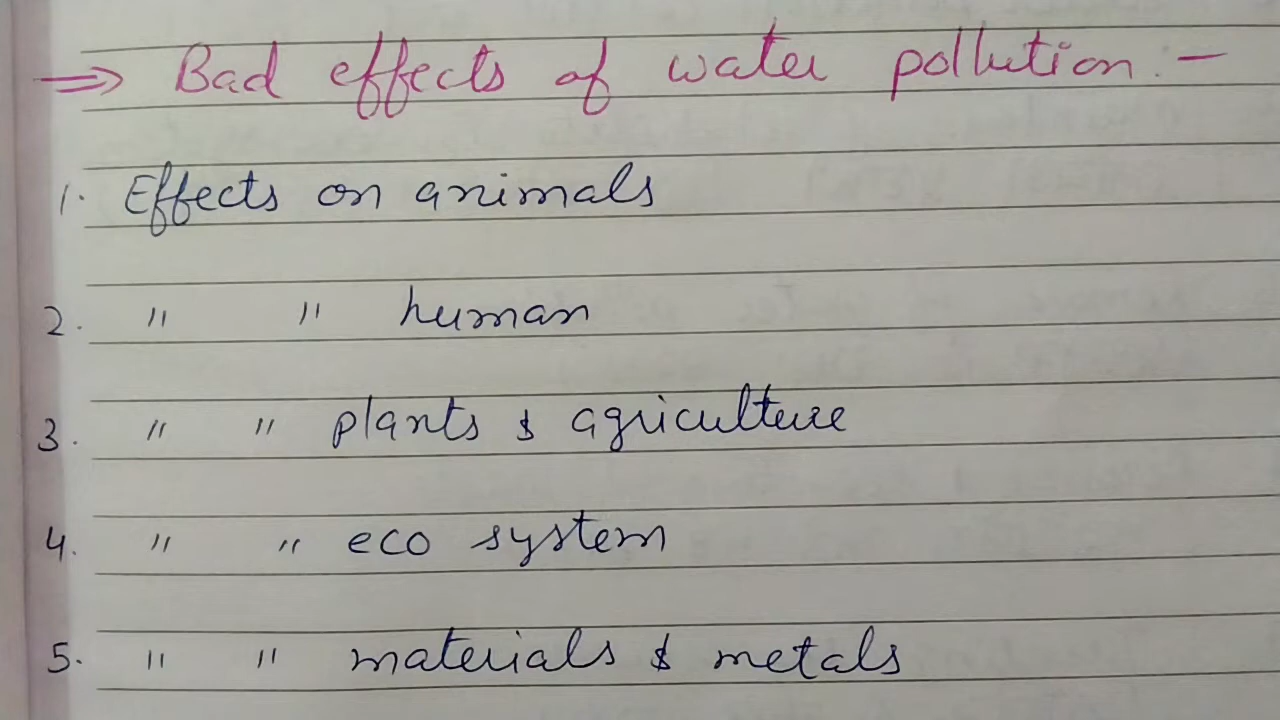 ⇒ Bad effects of water pollution :-
1. Effects on animals
2. " " human
3. " " plants & agriculture
4. " " eco system
5. " " materials & metals